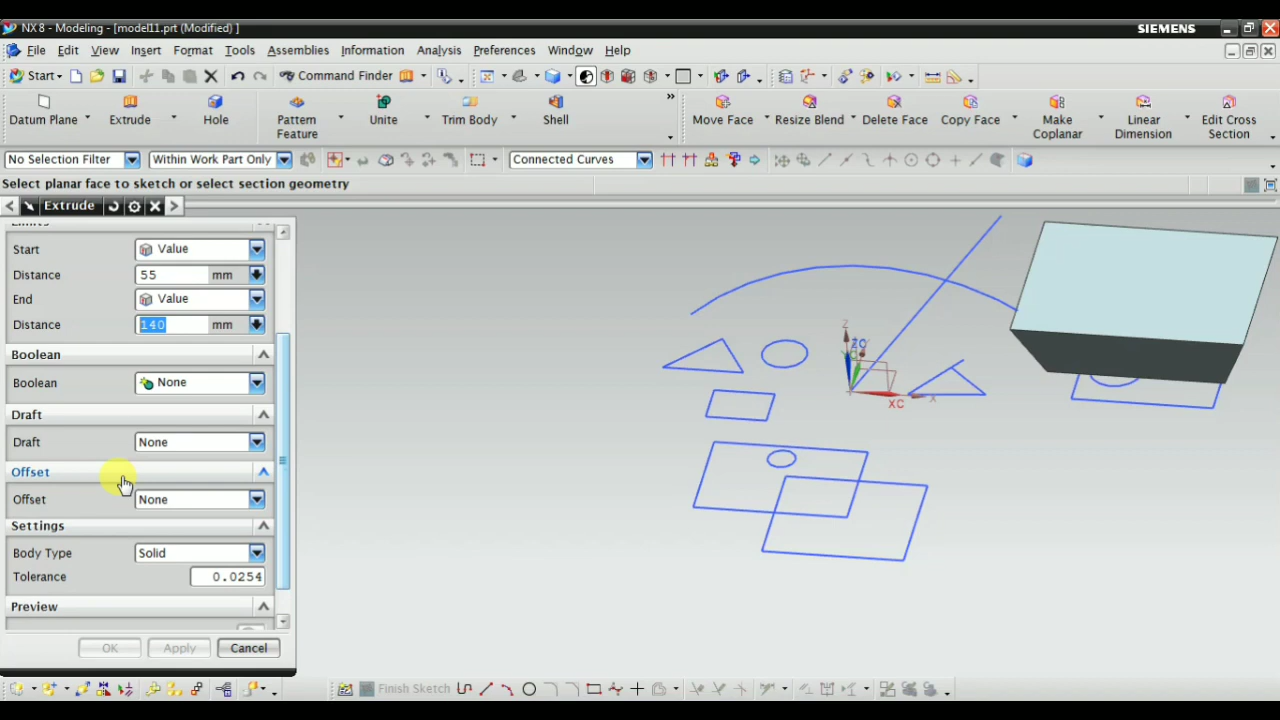 NX 8 - Modeling - [model11.prt (Modified) ]
SIEMENS
File Edit View Insert Format Tools Assemblies Information Analysis Preferences Window Help
Start Command Finder
Datum Plane Extrude Hole Pattern Feature Unite Trim Body Shell Move Face Resize Blend Delete Face Copy Face Make Coplanar Linear Dimension Edit Cross Section
No Selection Filter Within Work Part Only Connected Curves
Select planar face to sketch or select section geometry
Extrude
Start Value
Distance 55 mm
End Value
Distance 140 mm
Boolean
Boolean None
Draft
Draft None
Offset
Offset None
Settings
Body Type Solid
Tolerance 0.0254
Preview
OK Apply Cancel
Z
XC
X
Finish Sketch